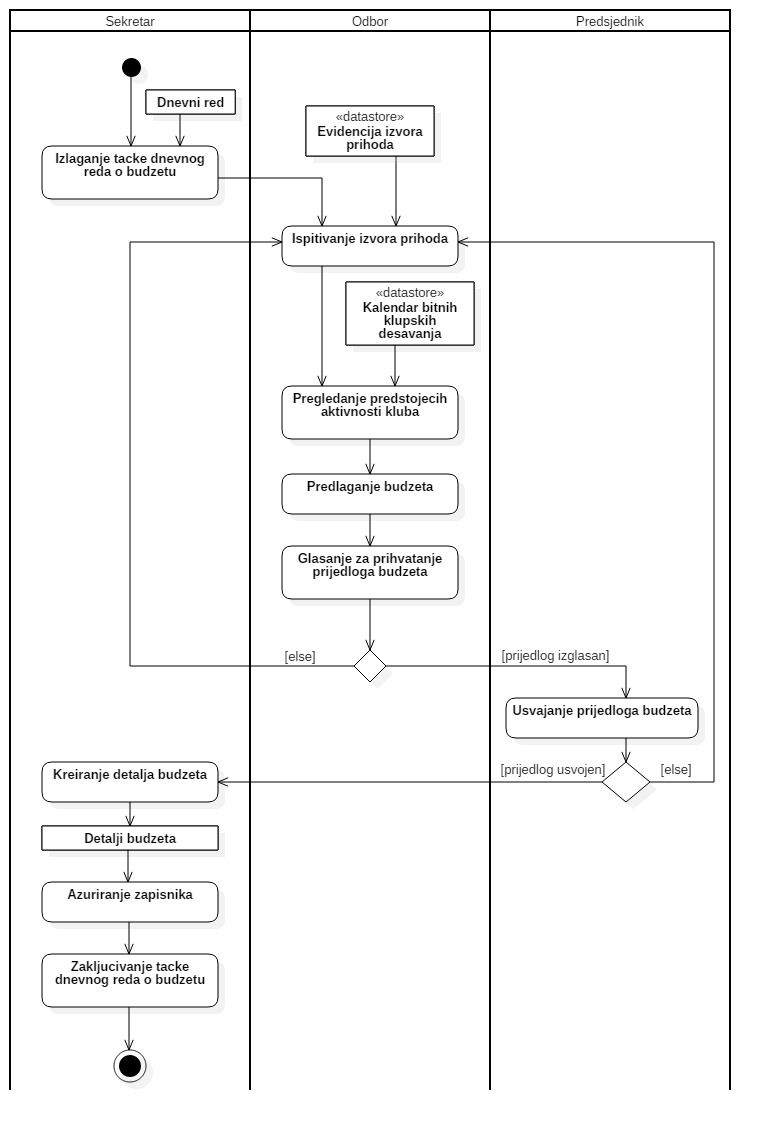 Sekretar
Odbor
Predsjednik
Dnevni red
«datastore»
Evidencija izvora
prihoda
Izlaganje tacke dnevnog
reda o budzetu
Ispitivanje izvora prihoda
«datastore»
Kalendar bitnih
klupskih
desavanja
Pregledanje predstojecih
aktivnosti kluba
Predlaganje budzeta
Glasanje za prihvatanje
prijedloga budzeta
[else]
[prijedlog izglasan]
Usvajanje prijedloga budzeta
[prijedlog usvojen]
[else]
Kreiranje detalja budzeta
Detalji budzeta
Azuriranje zapisnika
Zakljucivanje tacke
dnevnog reda o budzetu